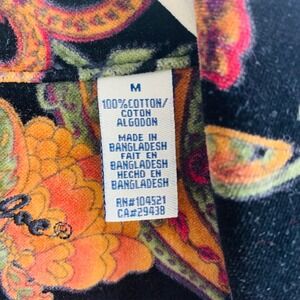 M
100%COTTON/
COTON
ALGODON
MADE IN
BANGLADESH
FAIT EN
BANGLADESH
HECHO EN
BANGLADESH
RN#104521
CA#29438